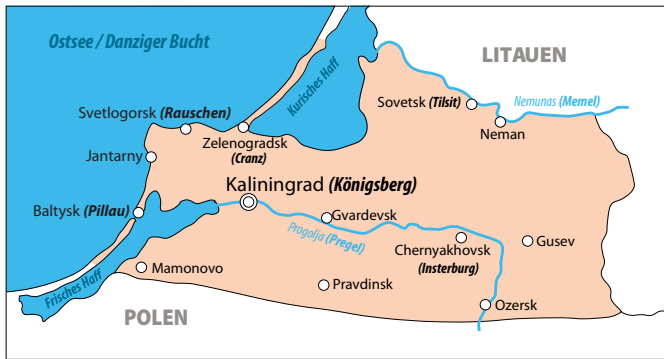 Ostsee / Danziger Bucht
LITAUEN
Kurisches Haff
Sovetsk (Tilsit)
Nemunas (Memel)
Svetlogorsk (Rauschen)
Neman
Zelenogradsk
(Cranz)
Jantarny
Kaliningrad (Königsberg)
Baltysk (Pillau)
Gvardevsk
Progolja (Pregel)
Chernyakhovsk
(Insterburg)
Gusev
Mamonovo
Frisches Haff
Pravdinsk
Ozersk
POLEN